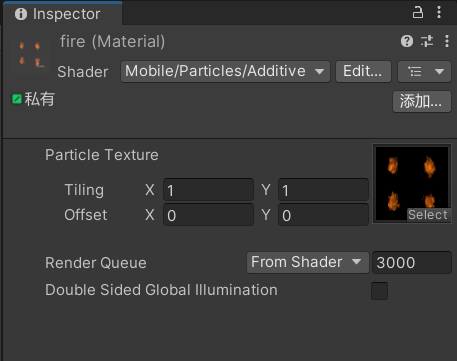 Inspector
fire (Material)
Shader Mobile/Particles/Additive Edit...
私有
添加...
Particle Texture
Tiling X 1 Y 1
Offset X 0 Y 0
Select
Render Queue From Shader 3000
Double Sided Global Illumination